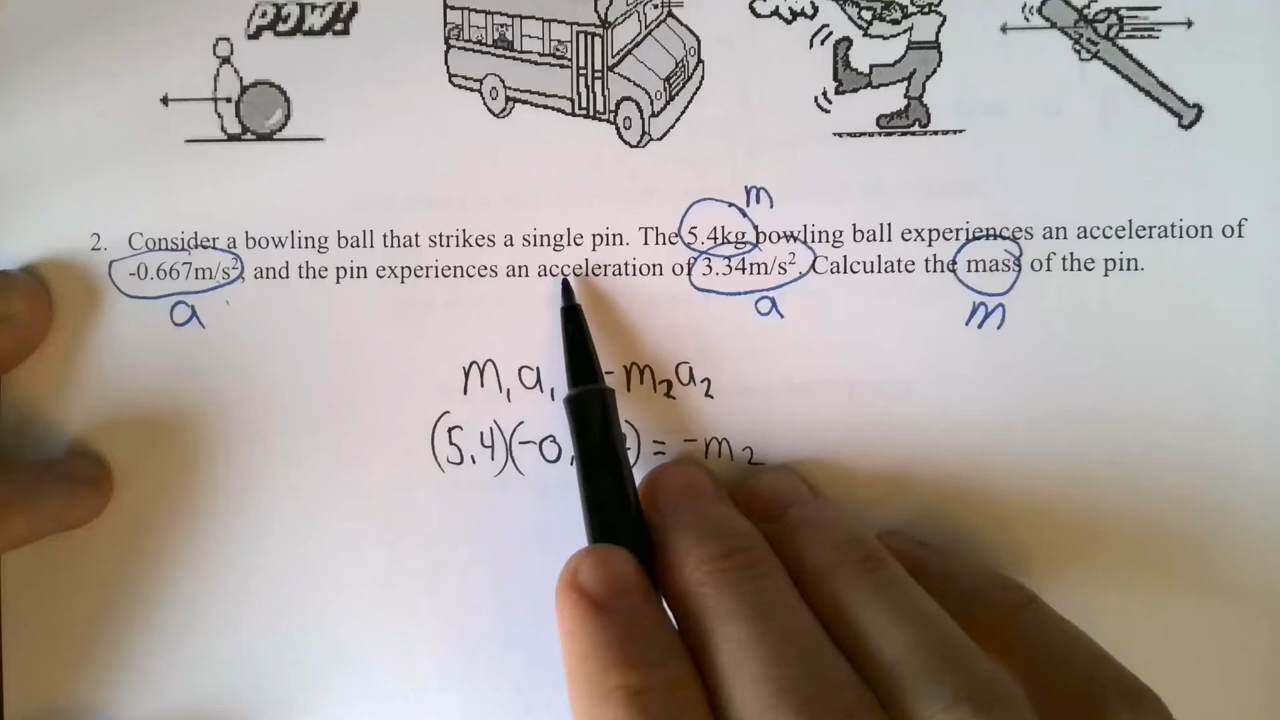 POW!
m
2. Consider a bowling ball that strikes a single pin. The 5.4kg bowling ball experiences an acceleration of
-0.667m/s², and the pin experiences an acceleration of 3.34m/s². Calculate the mass of the pin.
a a m
m₁a₁ -m₂a₂
(5.4)(-0. ) = -m₂